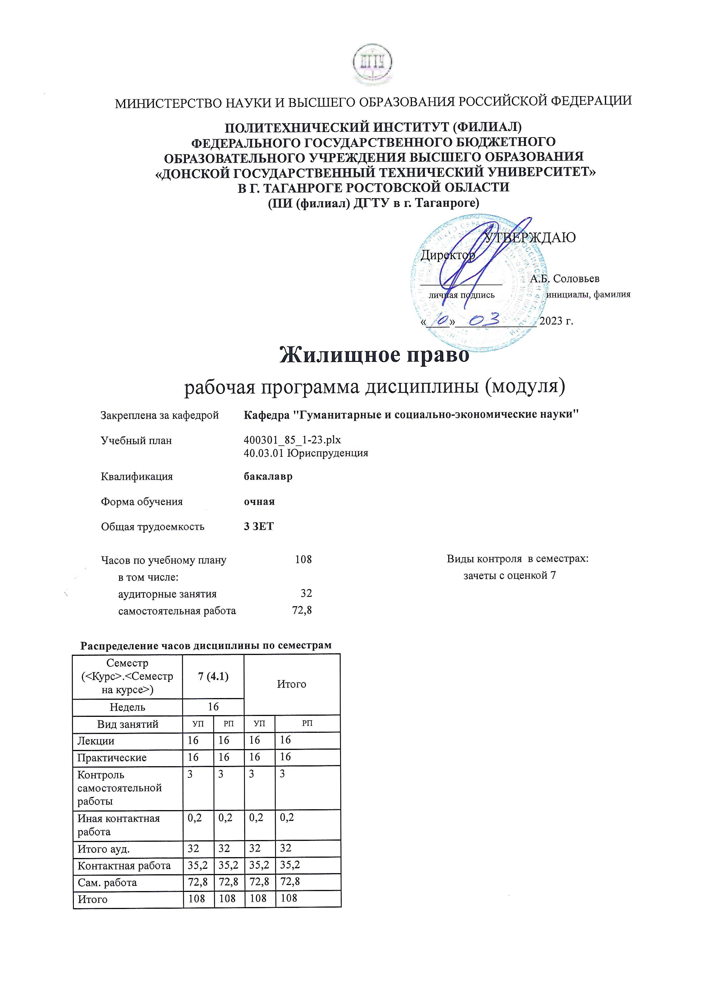 ДГТУ
МИНИСТЕРСТВО НАУКИ И ВЫСШЕГО ОБРАЗОВАНИЯ РОССИЙСКОЙ ФЕДЕРАЦИИ
ПОЛИТЕХНИЧЕСКИЙ ИНСТИТУТ (ФИЛИАЛ)
ФЕДЕРАЛЬНОГО ГОСУДАРСТВЕННОГО БЮДЖЕТНОГО
ОБРАЗОВАТЕЛЬНОГО УЧРЕЖДЕНИЯ ВЫСШЕГО ОБРАЗОВАНИЯ
«ДОНСКОЙ ГОСУДАРСТВЕННЫЙ ТЕХНИЧЕСКИЙ УНИВЕРСИТЕТ»
В Г. ТАГАНРОГЕ РОСТОВСКОЙ ОБЛАСТИ
(ПИ (филиал) ДГТУ в г. Таганроге)
УТВЕРЖДАЮ
Директор
А.Б. Соловьев
личная подпись инициалы, фамилия
«10» 03 2023 г.
Жилищное право
рабочая программа дисциплины (модуля)
Закреплена за кафедрой Кафедра "Гуманитарные и социально-экономические науки"
Учебный план 400301_85_1-23.plx
40.03.01 Юриспруденция
Квалификация бакалавр
Форма обучения очная
Общая трудоемкость 3 ЗЕТ
Часов по учебному плану 108 Виды контроля в семестрах:
в том числе: зачеты с оценкой 7
аудиторные занятия 32
самостоятельная работа 72,8
Распределение часов дисциплины по семестрам
Семестр
(<Курс>.<Семестр 7 (4.1) Итого
на курсе>)
Недель 16
Вид занятий УП РП УП РП
Лекции 16 16 16 16
Практические 16 16 16 16
Контроль 3 3 3 3
самостоятельной
работы
Иная контактная 0,2 0,2 0,2 0,2
работа
Итого ауд. 32 32 32 32
Контактная работа 35,2 35,2 35,2 35,2
Сам. работа 72,8 72,8 72,8 72,8
Итого 108 108 108 108